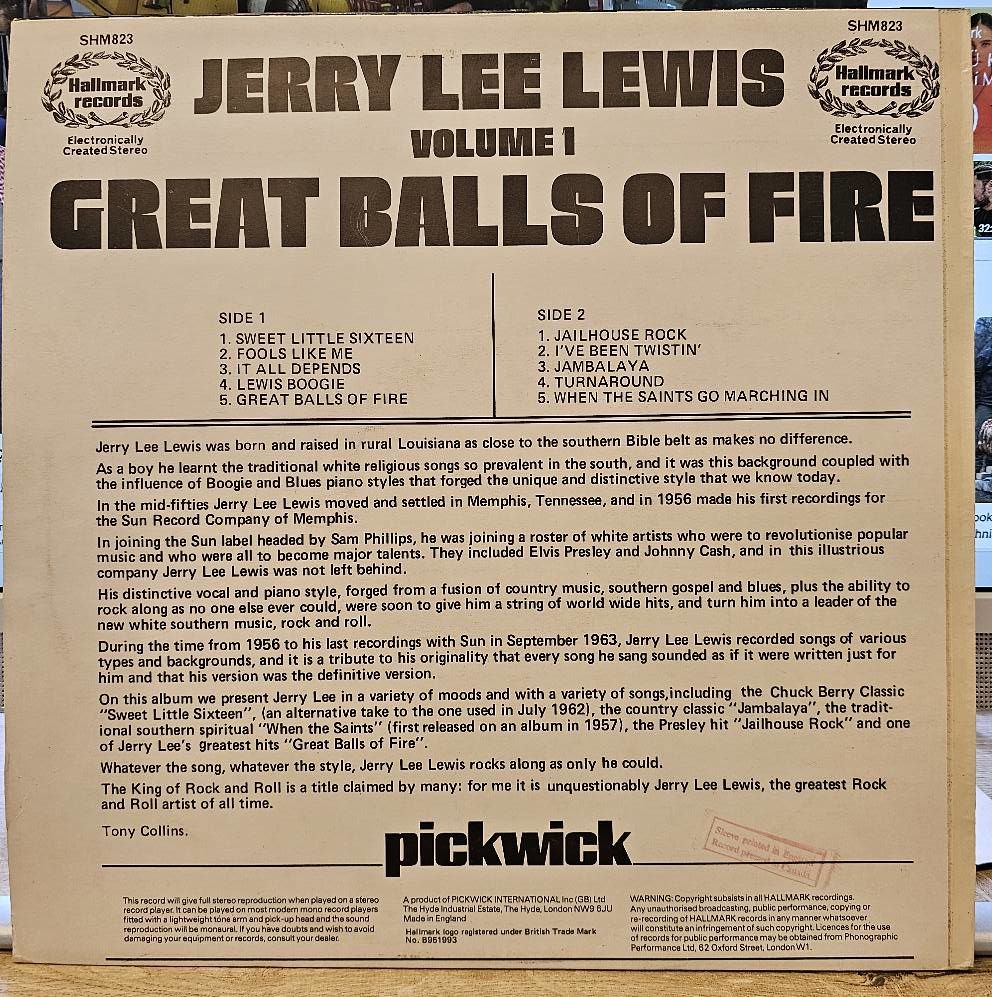 SHM823
Hallmark
records
Electronically
Created Stereo
JERRY LEE LEWIS
VOLUME 1
GREAT BALLS OF FIRE
SHM823
Hallmark
records
Electronically
Created Stereo
SIDE 1
1. SWEET LITTLE SIXTEEN
2. FOOLS LIKE ME
3. IT ALL DEPENDS
4. LEWIS BOOGIE
5. GREAT BALLS OF FIRE
SIDE 2
1. JAILHOUSE ROCK
2. I'VE BEEN TWISTIN'
3. JAMBALAYA
4. TURNAROUND
5. WHEN THE SAINTS GO MARCHING IN
Jerry Lee Lewis was born and raised in rural Louisiana as close to the southern Bible belt as makes no difference.
As a boy he learnt the traditional white religious songs so prevalent in the south, and it was this background coupled with
the influence of Boogie and Blues piano styles that forged the unique and distinctive style that we know today.
In the mid-fifties Jerry Lee Lewis moved and settled in Memphis, Tennessee, and in 1956 made his first recordings for
the Sun Record Company of Memphis.
In joining the Sun label headed by Sam Phillips, he was joining a roster of white artists who were to revolutionise popular
music and who were all to become major talents. They included Elvis Presley and Johnny Cash, and in this illustrious
company Jerry Lee Lewis was not left behind.
His distinctive vocal and piano style, forged from a fusion of country music, southern gospel and blues, plus the ability to
rock along as no one else ever could, were soon to give him a string of world wide hits, and turn him into a leader of the
new white southern music, rock and roll.
During the time from 1956 to his last recordings with Sun in September 1963, Jerry Lee Lewis recorded songs of various
types and backgrounds, and it is a tribute to his originality that every song he sang sounded as if it were written just for
him and that his version was the definitive version.
On this album we present Jerry Lee in a variety of moods and with a variety of songs,including the Chuck Berry Classic
"Sweet Little Sixteen", (an alternative take to the one used in July 1962), the country classic "Jambalaya", the tradit-
ional southern spiritual "When the Saints" (first released on an album in 1957), the Presley hit "Jailhouse Rock" and one
of Jerry Lee's greatest hits "Great Balls of Fire".
Whatever the song, whatever the style, Jerry Lee Lewis rocks along as only he could.
The King of Rock and Roll is a title claimed by many: for me it is unquestionably Jerry Lee Lewis, the greatest Rock
and Roll artist of all time.
Tony Collins.
pickwick
Sleeve printed in England
Record pressed in Canada
This record will give full stereo reproduction when played on a stereo
record player. It can be played on most modern mono record players
fitted with a lightweight tone arm and pick-up head and the sound
reproduction will be monaural. If you have doubts and wish to avoid
damaging your equipment or records, consult your dealer.
A product of PICKWICK INTERNATIONAL Inc (GB) Ltd
The Hyde Industrial Estate, The Hyde, London NW9 6JU
Made in England
Hallmark logo registered under British Trade Mark
No. B951993
WARNING: Copyright subsists in all HALLMARK recordings.
Any unauthorised broadcasting, public performance, copying or
re-recording of HALLMARK records in any manner whatsoever
will constitute an infringement of such copyright. Licences for the use
of records for public performance may be obtained from Phonographic
Performance Ltd, 62 Oxford Street, London W1.